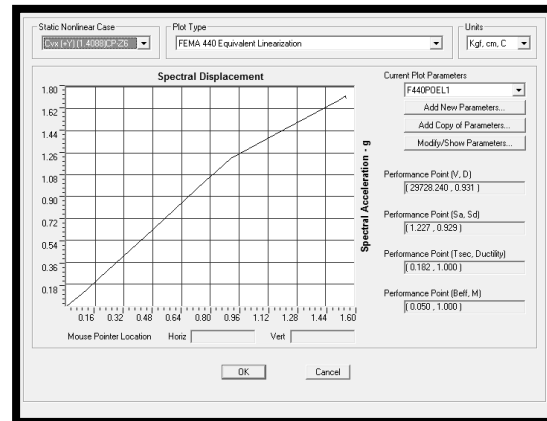 Static Nonlinear Case
Plot Type
Units
Cvx (+Y) (1.4088)CP-Z6
FEMA 440 Equivalent Linearization
Kgf, cm, C
Spectral Displacement
Current Plot Parameters
F440POEL1
Add New Parameters...
Add Copy of Parameters...
Modify/Show Parameters...
1.80
1.62
1.44
1.26
1.08
0.90
0.72
0.54
0.36
0.18
Spectral Acceleration - g
Performance Point (V, D)
( 29728.240 , 0.931 )
Performance Point (Sa, Sd)
( 1.227 , 0.929 )
Performance Point (Tsec, Ductility)
( 0.182 , 1.000 )
Performance Point (Beff, M)
( 0.050 , 1.000 )
0.16 0.32 0.48 0.64 0.80 0.96 1.12 1.28 1.44 1.60
Mouse Pointer Location Horiz Vert
OK Cancel